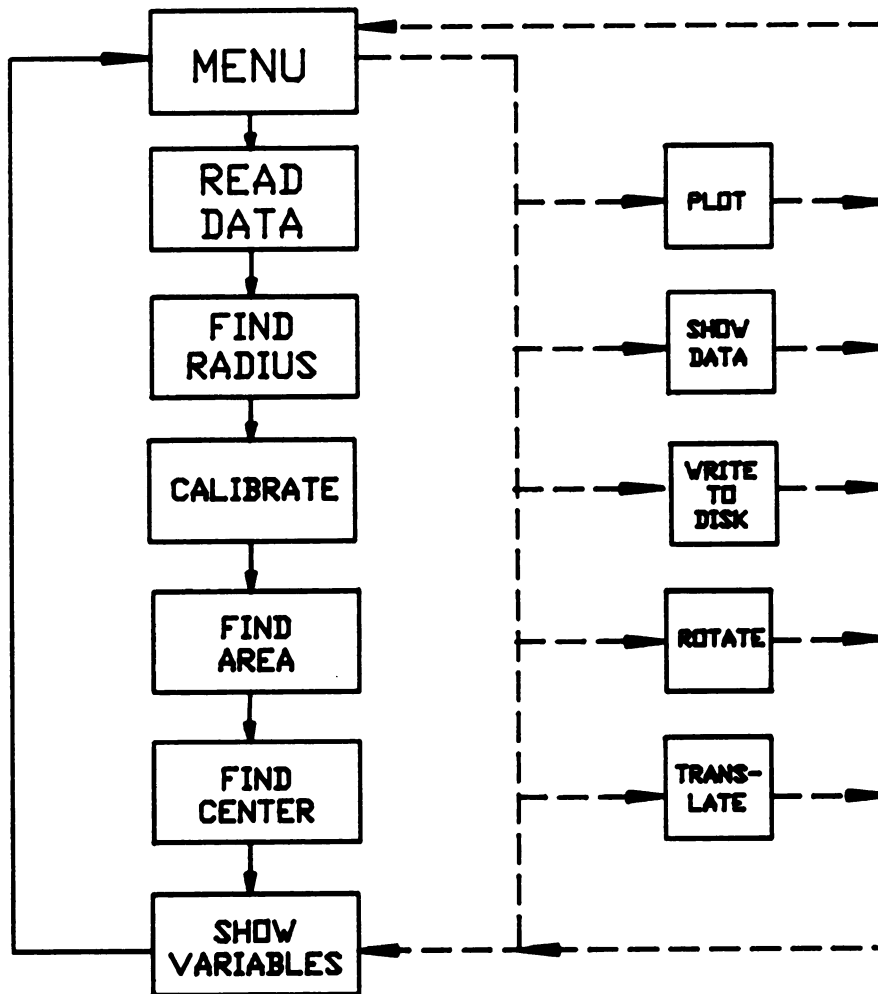 MENU
READ
DATA
FIND
RADIUS
CALIBRATE
FIND
AREA
FIND
CENTER
SHOW
VARIABLES
PLOT
SHOW
DATA
WRITE
TO
DISK
ROTATE
TRANS-
LATE